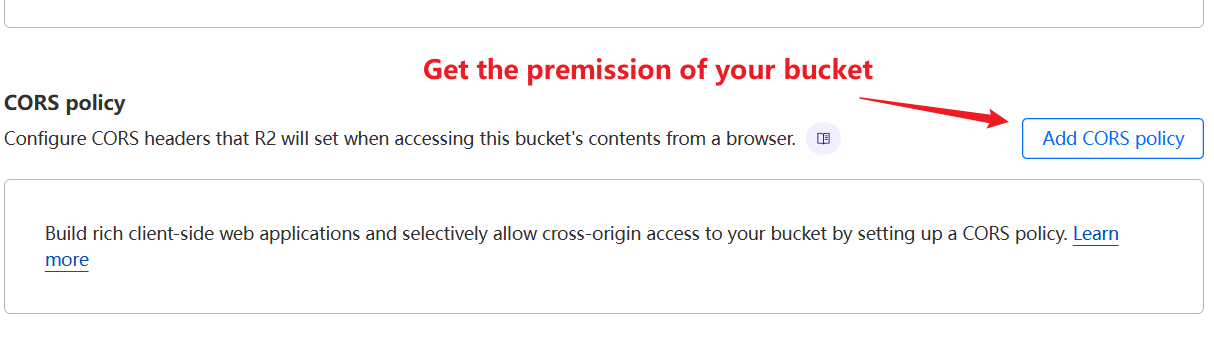 Get the premission of your bucket
CORS policy
Configure CORS headers that R2 will set when accessing this bucket's contents from a browser.
Add CORS policy
Build rich client-side web applications and selectively allow cross-origin access to your bucket by setting up a CORS policy. Learn
more